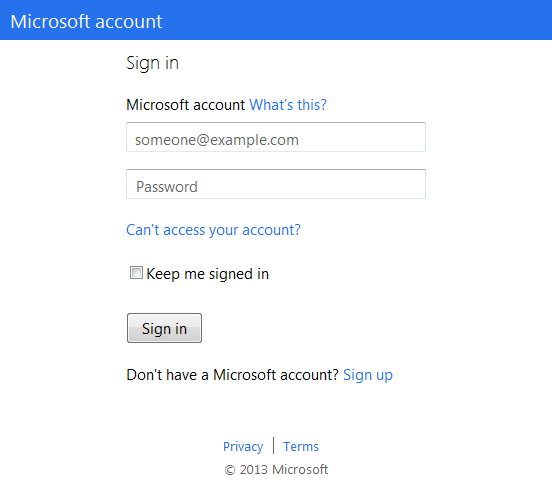 Microsoft account
Sign in
Microsoft account What's this?
someone@example.com
Password
Can't access your account?
Keep me signed in
Sign in
Don't have a Microsoft account? Sign up
Privacy | Terms
© 2013 Microsoft